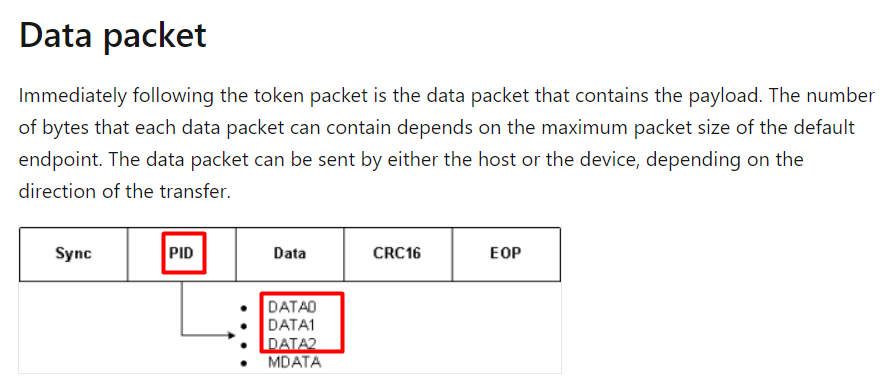 Data packet
Immediately following the token packet is the data packet that contains the payload. The number
of bytes that each data packet can contain depends on the maximum packet size of the default
endpoint. The data packet can be sent by either the host or the device, depending on the
direction of the transfer.
Sync PID Data CRC16 EOP
• DATA0
• DATA1
• DATA2
• MDATA